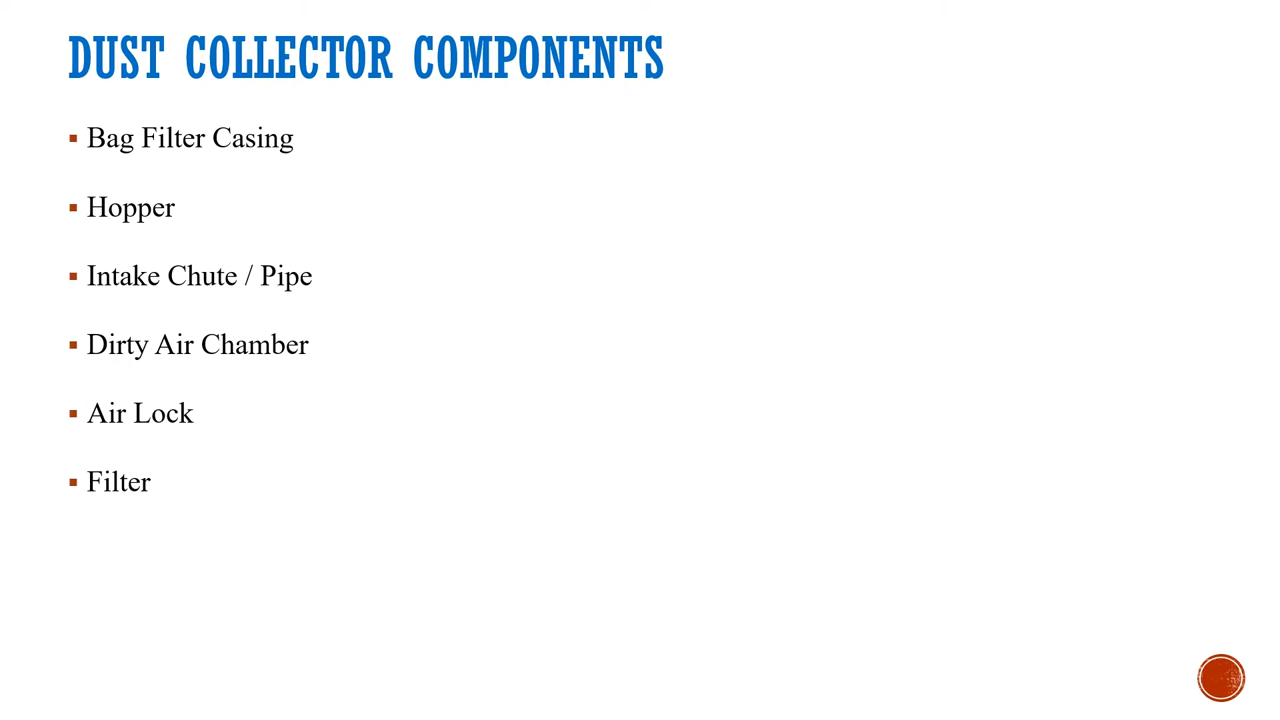 DUST COLLECTOR COMPONENTS
▪ Bag Filter Casing
▪ Hopper
▪ Intake Chute / Pipe
▪ Dirty Air Chamber
▪ Air Lock
▪ Filter